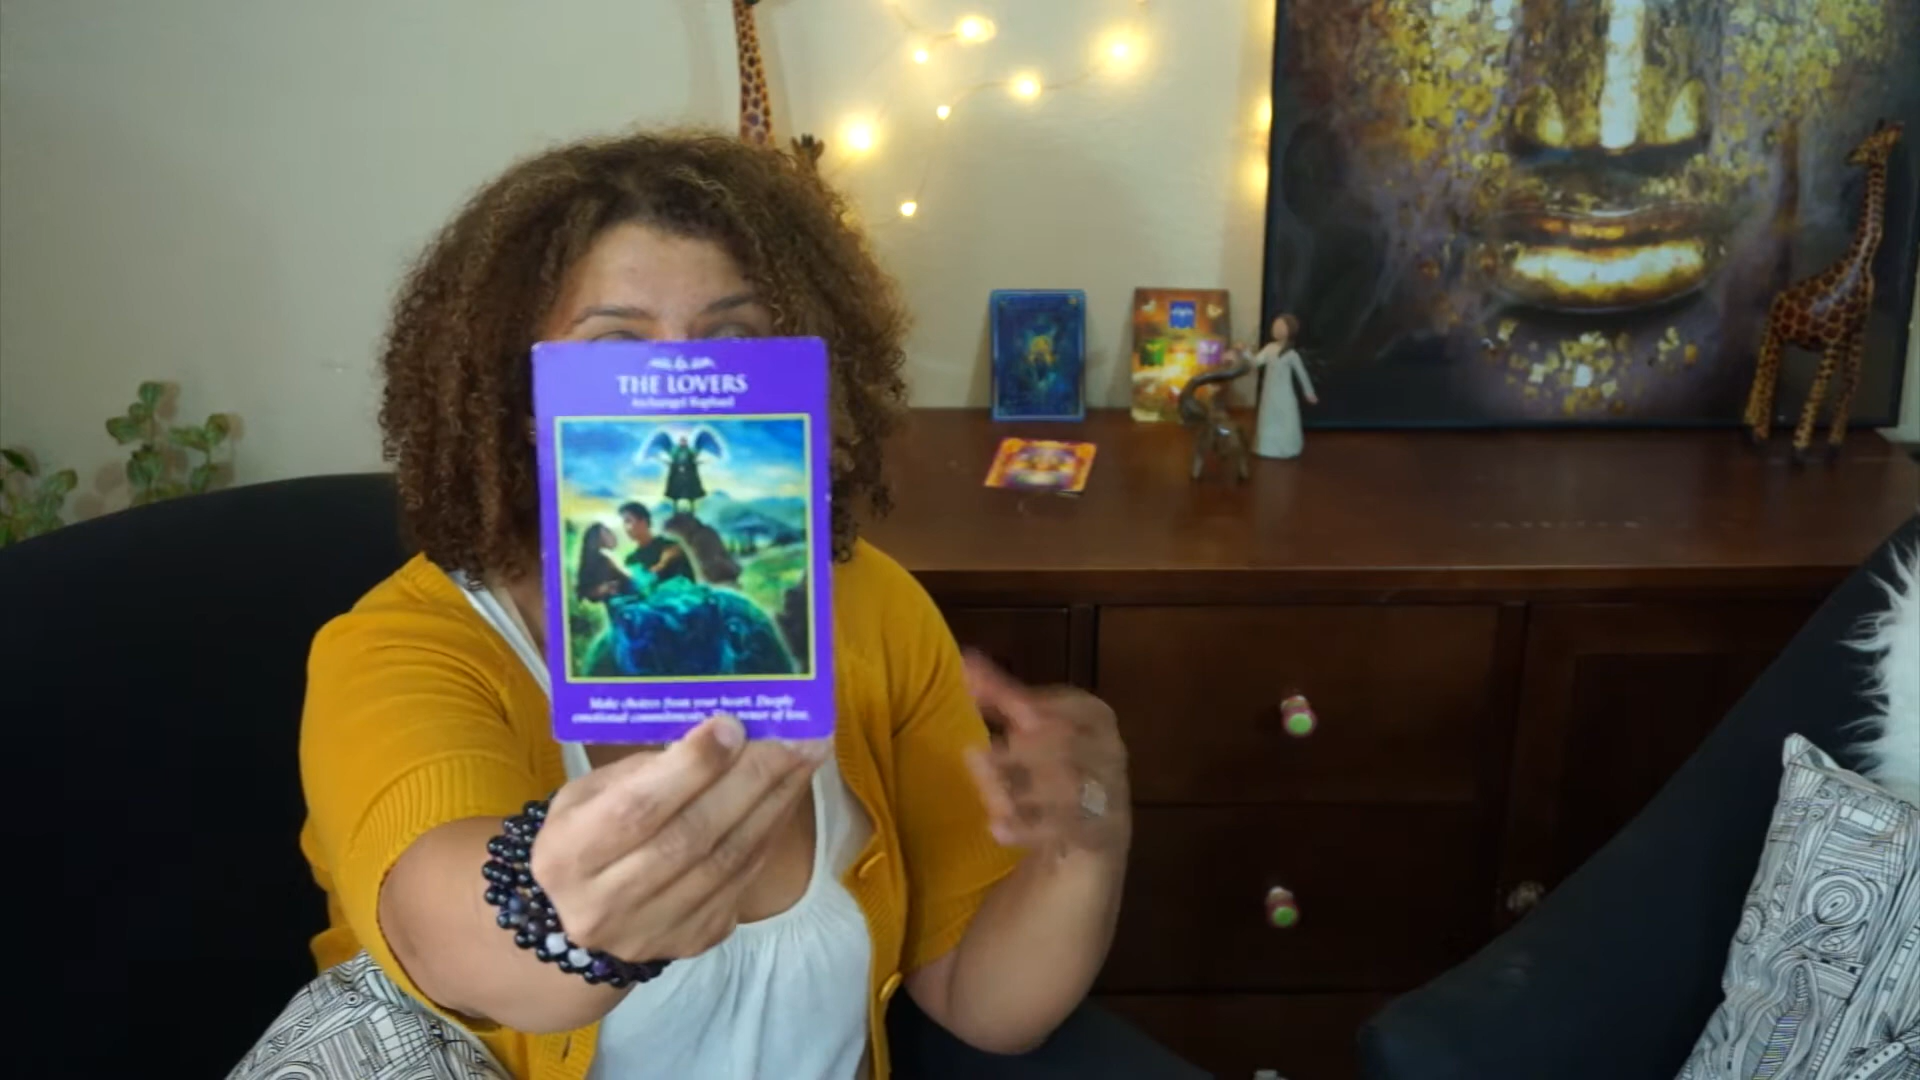 THE LOVERS
Archangel Raphael
Make choices from your heart. Deeply
emotional commitments. The power of love.